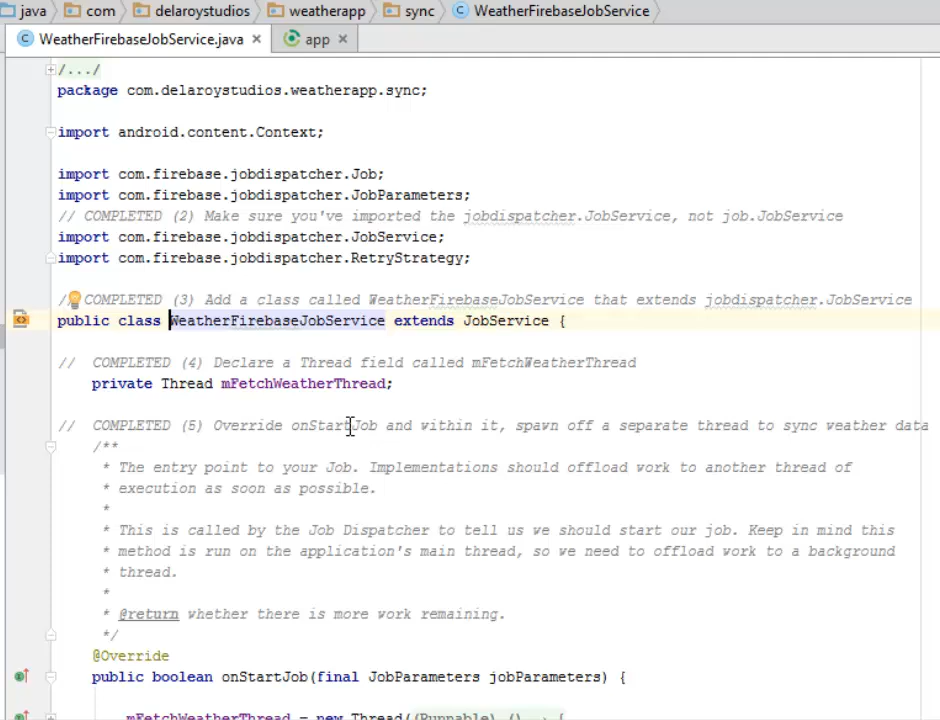 java com delaroystudios weatherapp sync WeatherFirebaseJobService
WeatherFirebaseJobService.java app
/.../
package com.delaroystudios.weatherapp.sync;
import android.content.Context;
import com.firebase.jobdispatcher.Job;
import com.firebase.jobdispatcher.JobParameters;
// COMPLETED (2) Make sure you've imported the jobdispatcher.JobService, not job.JobService
import com.firebase.jobdispatcher.JobService;
import com.firebase.jobdispatcher.RetryStrategy;
// COMPLETED (3) Add a class called WeatherFirebaseJobService that extends jobdispatcher.JobService
public class WeatherFirebaseJobService extends JobService {
// COMPLETED (4) Declare a Thread field called mFetchWeatherThread
private Thread mFetchWeatherThread;
// COMPLETED (5) Override onStartJob and within it, spawn off a separate thread to sync weather data
/**
* The entry point to your Job. Implementations should offload work to another thread of
* execution as soon as possible.
*
* This is called by the Job Dispatcher to tell us we should start our job. Keep in mind this
* method is run on the application's main thread, so we need to offload work to a background
* thread.
*
* @return whether there is more work remaining.
*/
@Override
public boolean onStartJob(final JobParameters jobParameters) {
mFetchWeatherThread = new Thread((Runnable) () → {